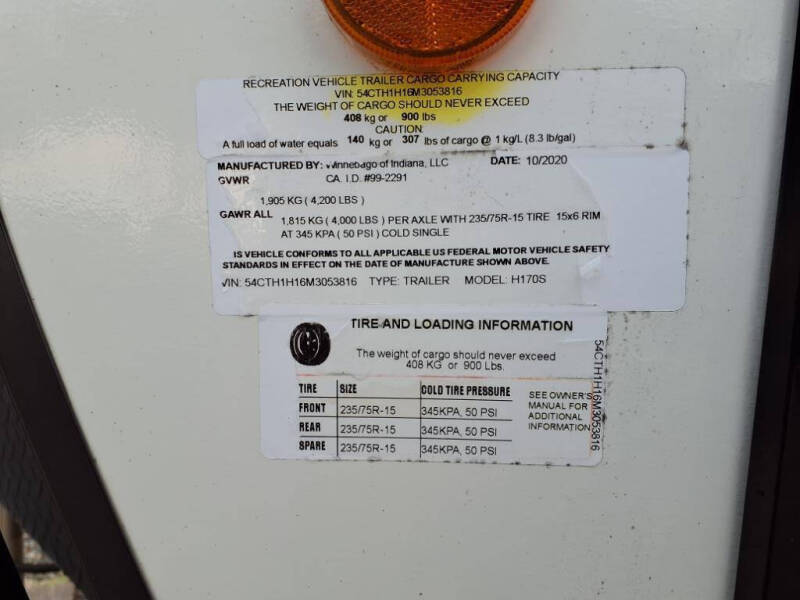 RECREATION VEHICLE TRAILER CARGO CARRYING CAPACITY
VIN: 54CTH1H16M3053816
THE WEIGHT OF CARGO SHOULD NEVER EXCEED
408 kg or 900 lbs
CAUTION:
A full load of water equals 140 kg or 307 lbs of cargo @ 1 kg/L (8.3 lb/gal)
MANUFACTURED BY: Winnebago of Indiana, LLC DATE: 10/2020
GVWR CA. I.D. #99-2291
1,905 KG ( 4,200 LBS )
GAWR ALL 1,815 KG ( 4,000 LBS ) PER AXLE WITH 235/75R-15 TIRE 15x6 RIM
AT 345 KPA ( 50 PSI ) COLD SINGLE
IS VEHICLE CONFORMS TO ALL APPLICABLE US FEDERAL MOTOR VEHICLE SAFETY
STANDARDS IN EFFECT ON THE DATE OF MANUFACTURE SHOWN ABOVE.
VIN: 54CTH1H16M3053816 TYPE: TRAILER MODEL: H170S
TIRE AND LOADING INFORMATION
The weight of cargo should never exceed
408 KG or 900 Lbs.
TIRE SIZE COLD TIRE PRESSURE
FRONT 235/75R-15 345KPA, 50 PSI
REAR 235/75R-15 345KPA, 50 PSI
SPARE 235/75R-15 345KPA, 50 PSI
SEE OWNER'S
MANUAL FOR
ADDITIONAL
INFORMATION
54CTH1H16M3053816